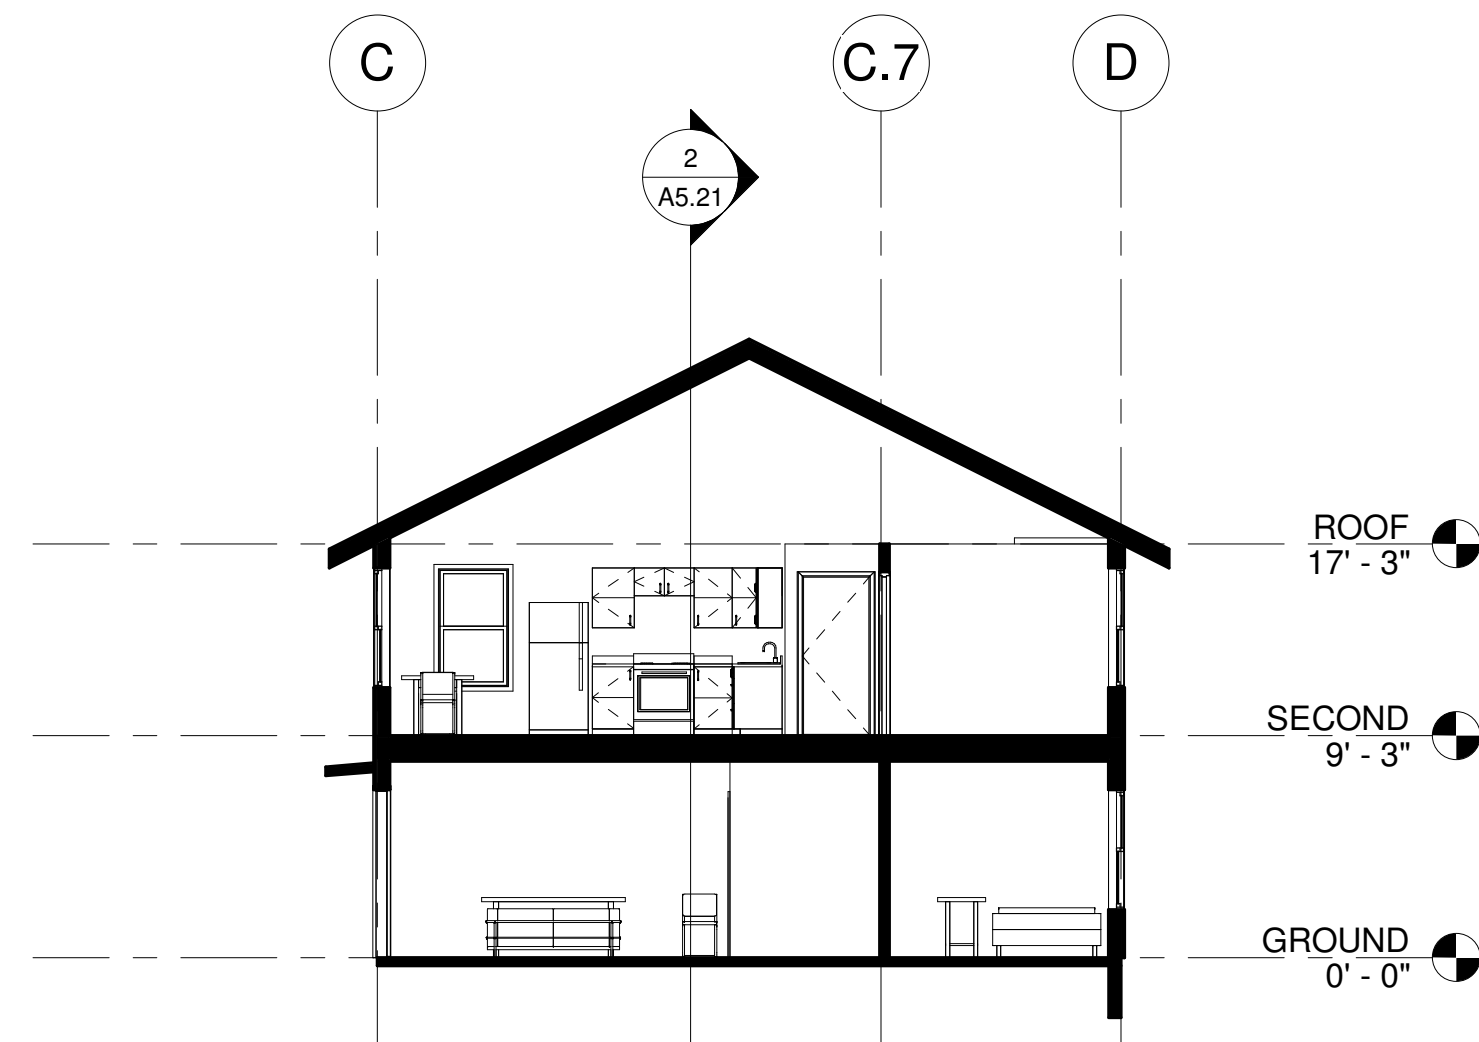 C
C.7
D
2
A5.21
ROOF
17' - 3"
SECOND
9' - 3"
GROUND
0' - 0"